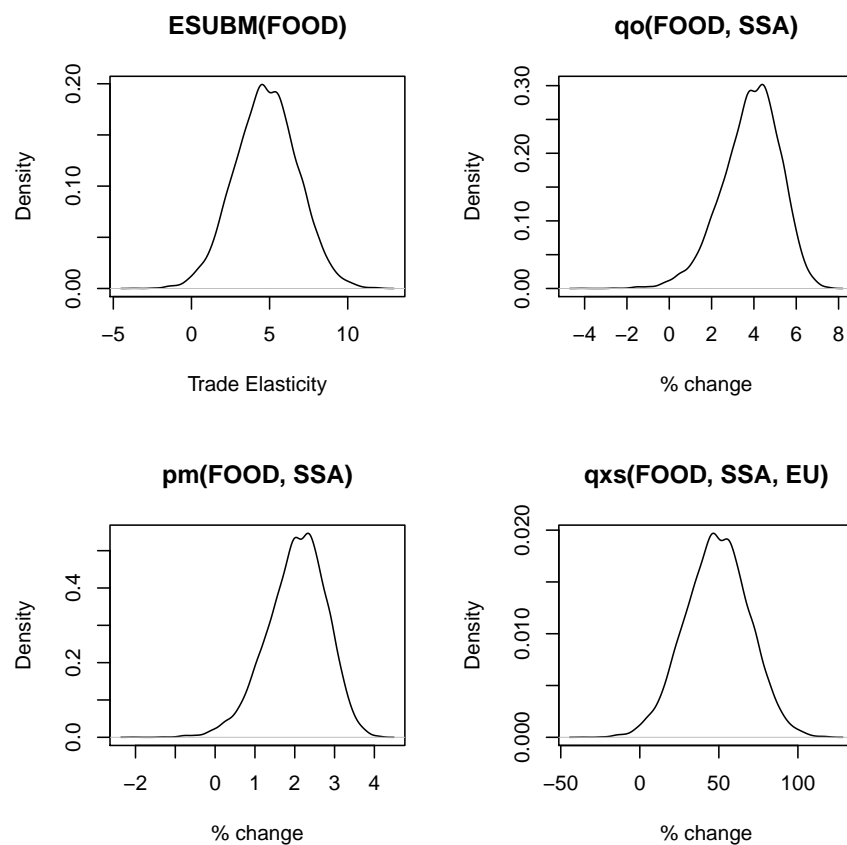 ESUBM(FOOD)
Density
0.00 0.10 0.20
−5 0 5 10
Trade Elasticity
qo(FOOD, SSA)
Density
0.00 0.10 0.20 0.30
−4 −2 0 2 4 6 8
% change
pm(FOOD, SSA)
Density
0.0 0.2 0.4
−2 0 1 2 3 4
% change
qxs(FOOD, SSA, EU)
Density
0.000 0.010 0.020
−50 0 50 100
% change